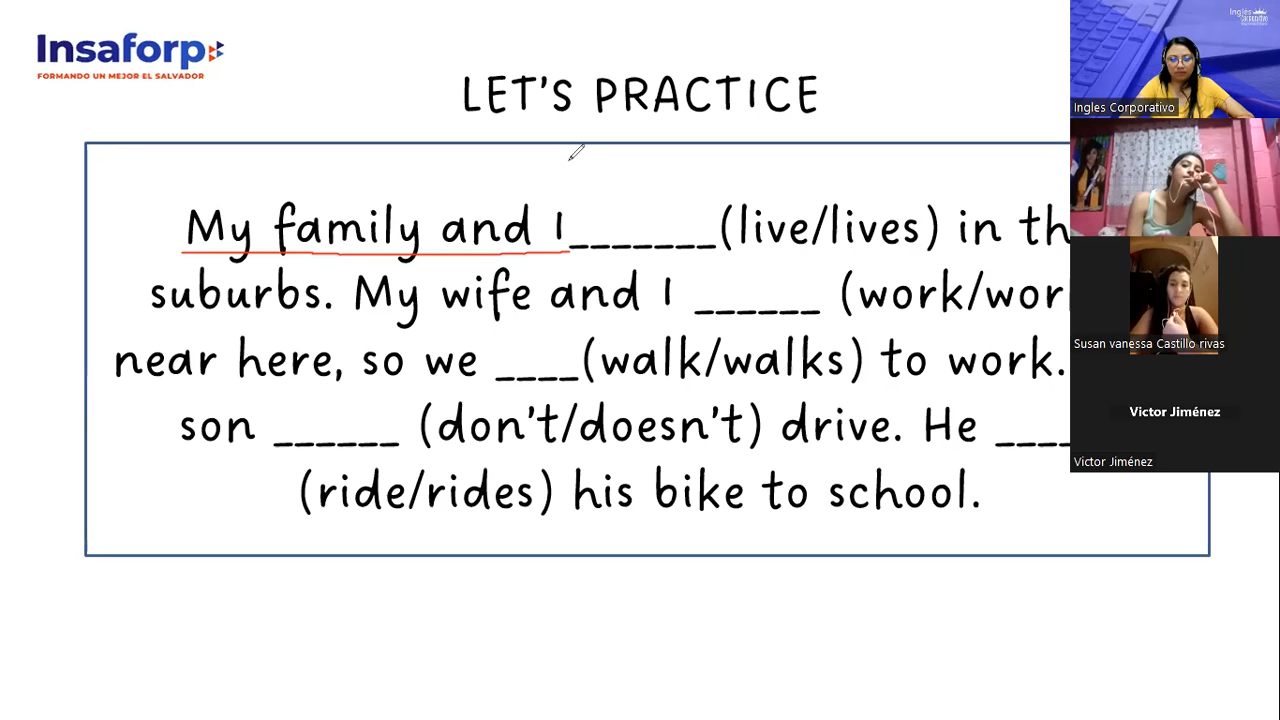 Insaforp
FORMANDO UN MEJOR EL SALVADOR
LET'S PRACTICE
My family and I_______(live/lives) in th
suburbs. My wife and I ______ (work/wor
near here, so we ____(walk/walks) to work.
son ______ (don't/doesn't) drive. He ____
(ride/rides) his bike to school.
Ingles Corporativo
Susan vanessa Castillo rivas
Victor Jiménez
Victor Jiménez